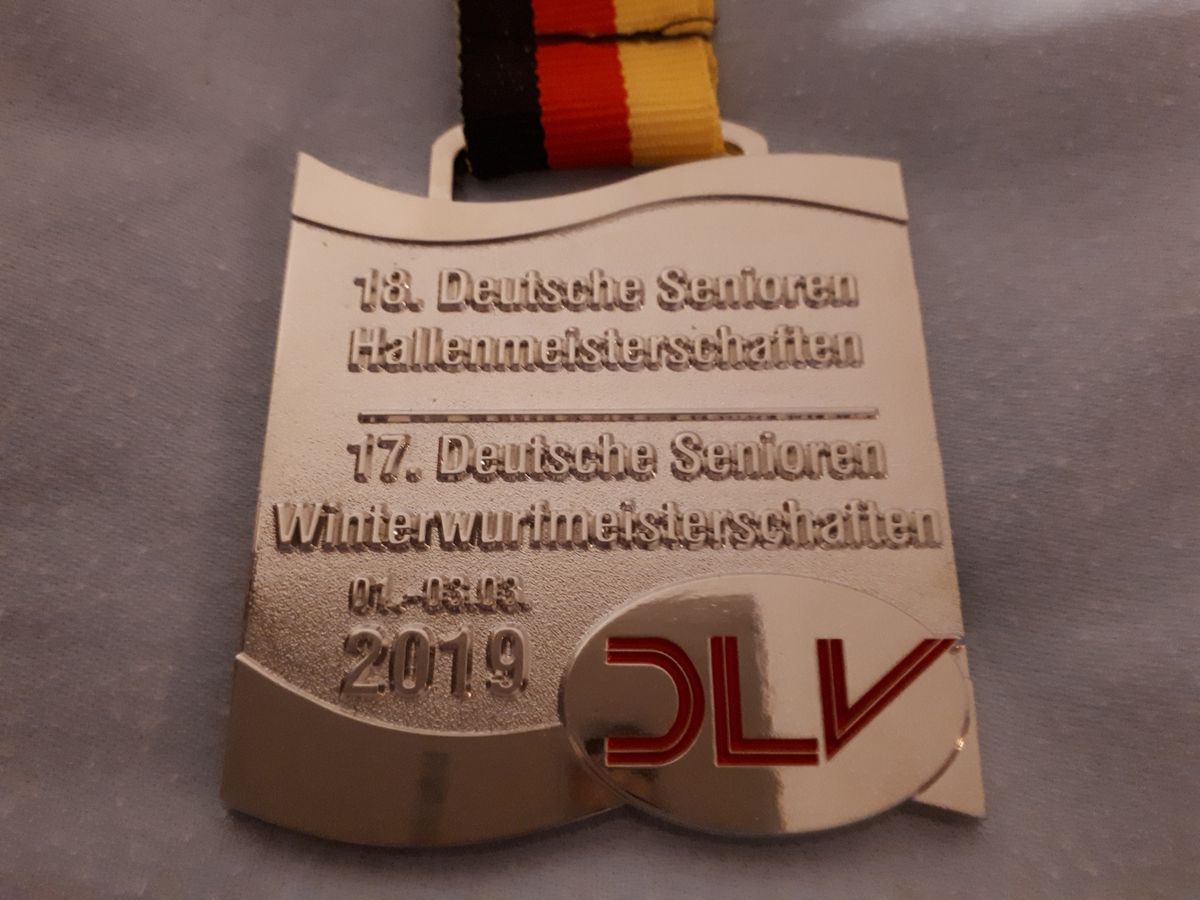 18. Deutsche Senioren
Hallenmeisterschaften
17. Deutsche Senioren
Winterwurfmeisterschaften
01.-03.03.
2019
DLV